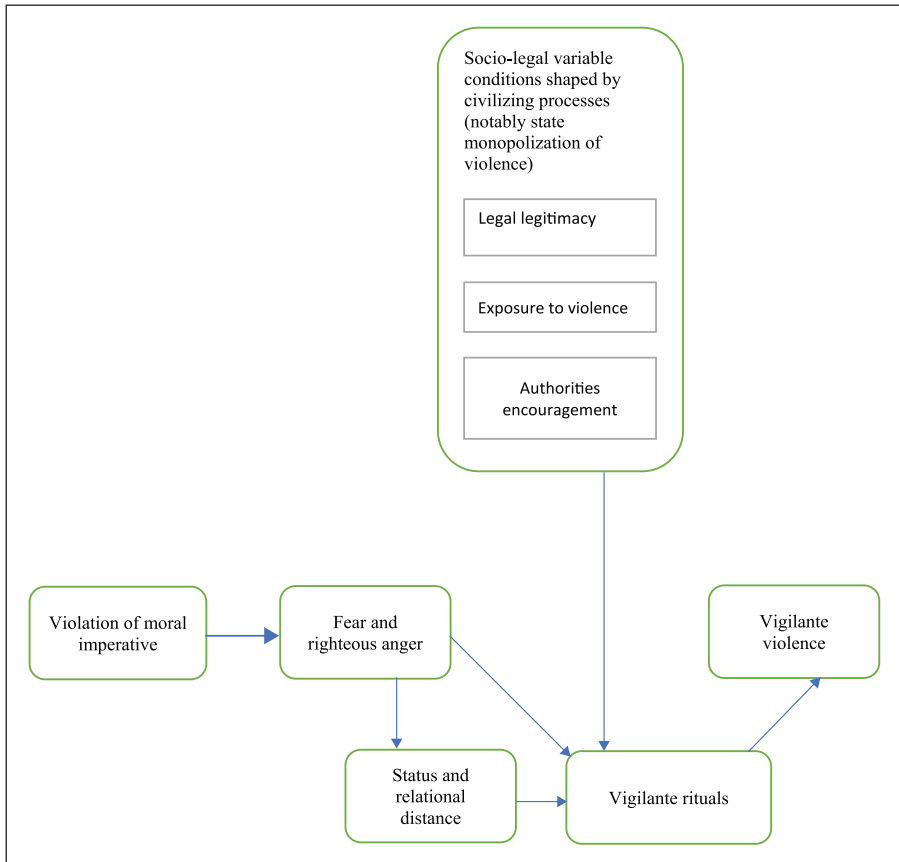 Socio-legal variable
conditions shaped by
civilizing processes
(notably state
monopolization of
violence)
Legal legitimacy
Exposure to violence
Authorities
encouragement
Violation of moral
imperative
Fear and
righteous anger
Vigilante
violence
Status and
relational
distance
Vigilante rituals